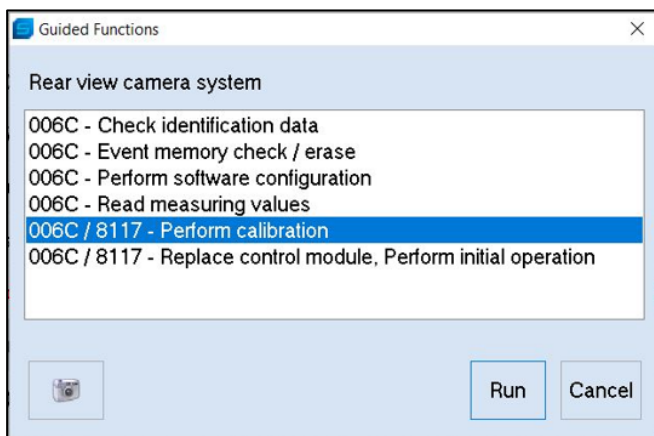 Guided Functions
Rear view camera system
006C - Check identification data
006C - Event memory check / erase
006C - Perform software configuration
006C - Read measuring values
006C / 8117 - Perform calibration
006C / 8117 - Replace control module, Perform initial operation
Run
Cancel